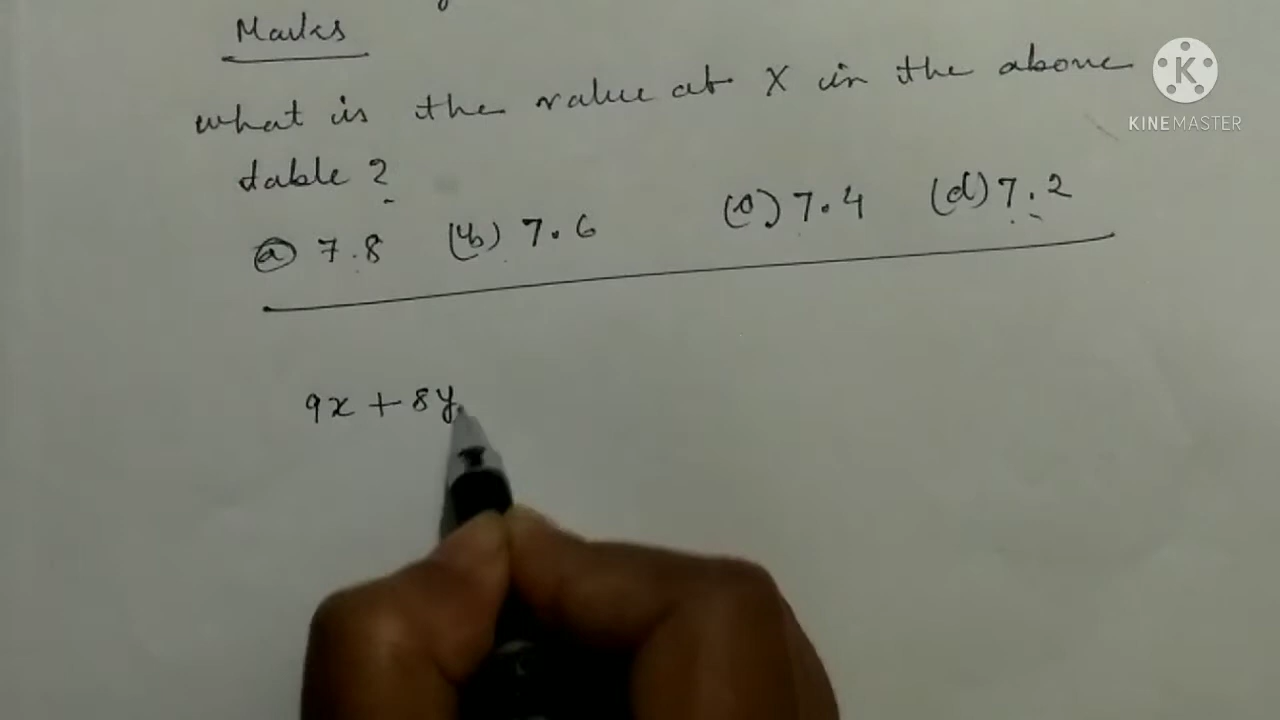 Marks
what is the value at X in the above
table ?
(a) 7.8 (b) 7.6 (c) 7.4 (d) 7.2
9x + 8y
K
KINEMASTER